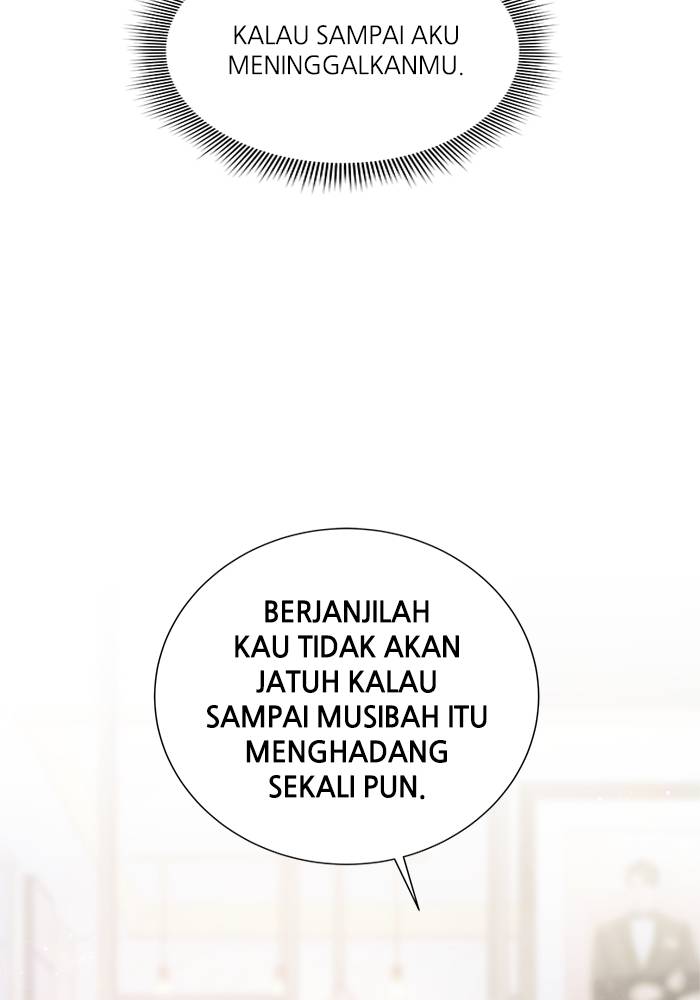 KALAU SAMPAI AKU
MENINGGALKANMU.
BERJANJILAH
KAU TIDAK AKAN
JATUH KALAU
SAMPAI MUSIBAH ITU
MENGHADANG
SEKALI PUN.